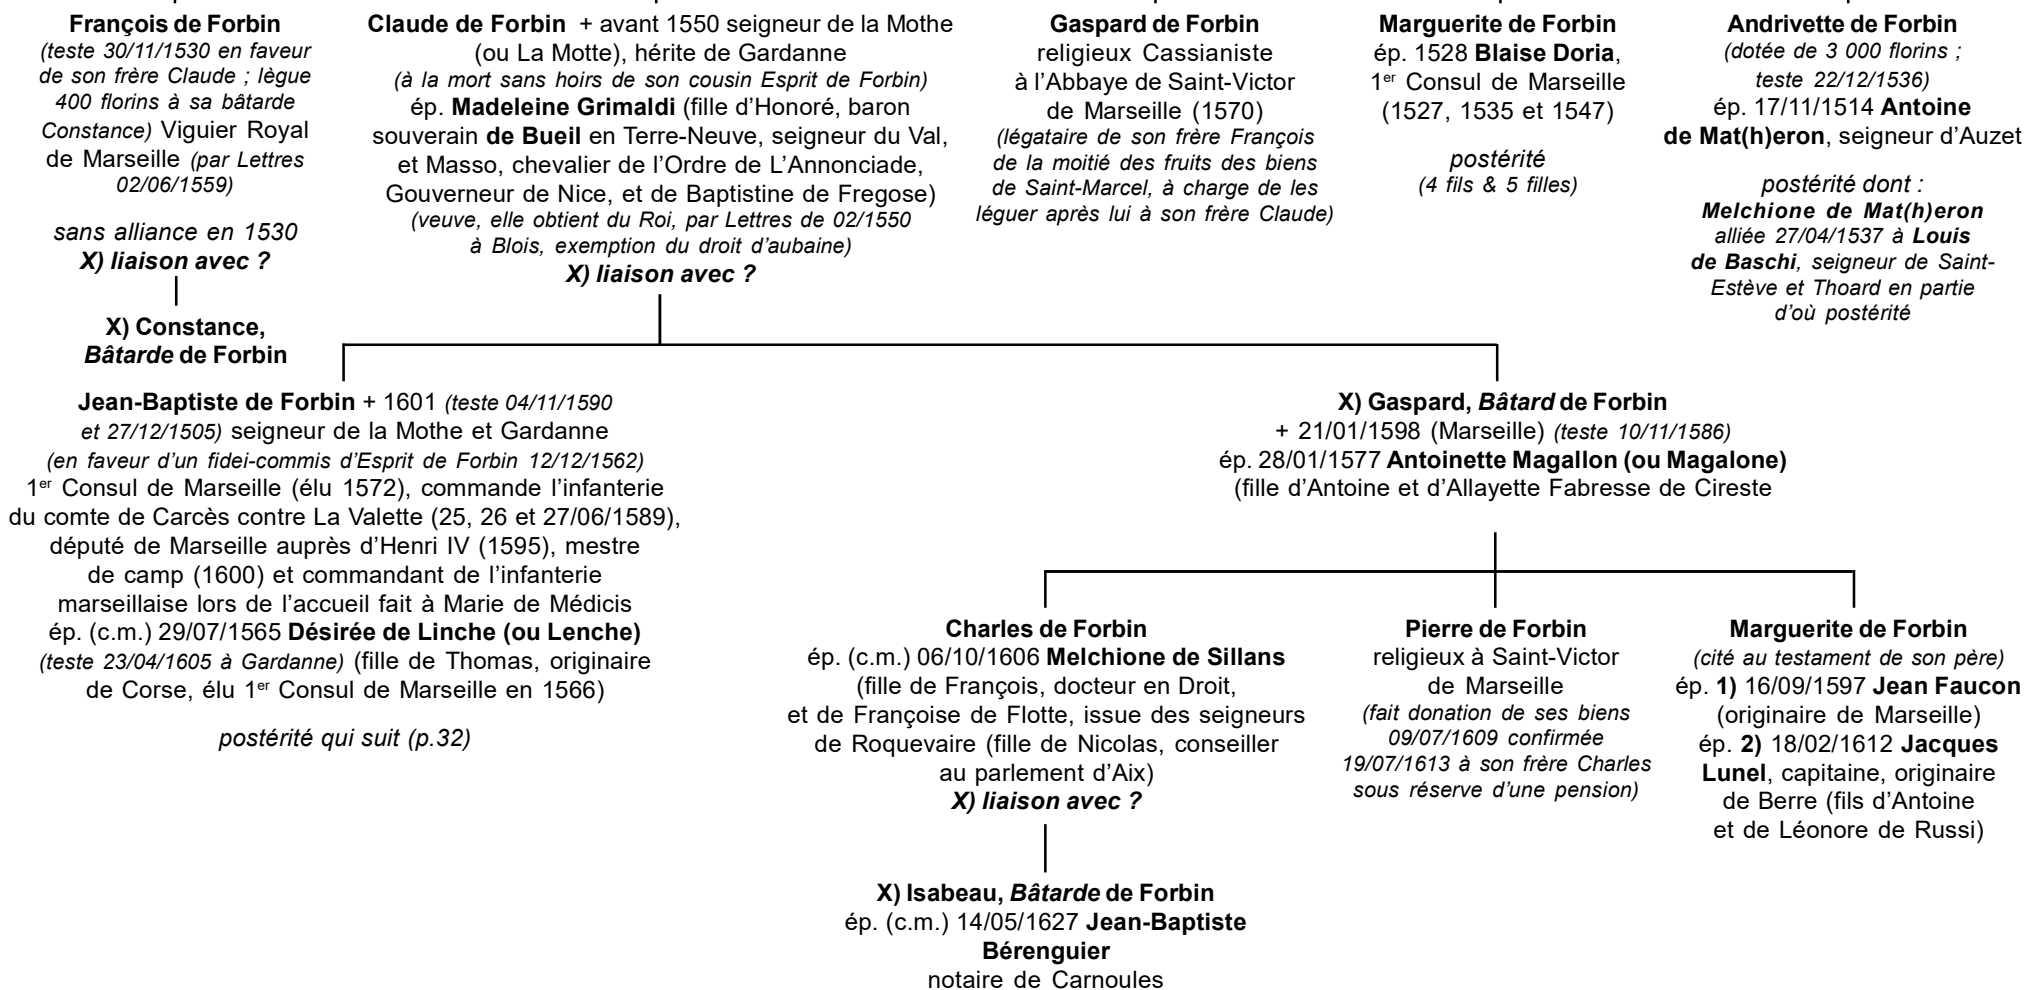 François de Forbin
(teste 30/11/1530 en faveur
de son frère Claude ; lègue
400 florins à sa bâtarde
Constance) Viguier Royal
de Marseille (par Lettres
02/06/1559)
sans alliance en 1530
X) liaison avec ?
X) Constance,
Bâtarde de Forbin
Claude de Forbin + avant 1550 seigneur de la Mothe
(ou La Motte), hérite de Gardanne
(à la mort sans hoirs de son cousin Esprit de Forbin)
ép. Madeleine Grimaldi (fille d’Honoré, baron
souverain de Bueil en Terre-Neuve, seigneur du Val,
et Masso, chevalier de l’Ordre de L’Annonciade,
Gouverneur de Nice, et de Baptistine de Fregose)
(veuve, elle obtient du Roi, par Lettres de 02/1550
à Blois, exemption du droit d’aubaine)
X) liaison avec ?
Gaspard de Forbin
religieux Cassianiste
à l’Abbaye de Saint-Victor
de Marseille (1570)
(légataire de son frère François
de la moitié des fruits des biens
de Saint-Marcel, à charge de les
léguer après lui à son frère Claude)
Marguerite de Forbin
ép. 1528 Blaise Doria,
1er Consul de Marseille
(1527, 1535 et 1547)
postérité
(4 fils & 5 filles)
Andrivette de Forbin
(dotée de 3 000 florins ;
teste 22/12/1536)
ép. 17/11/1514 Antoine
de Mat(h)eron, seigneur d’Auzet
postérité dont :
Melchione de Mat(h)eron
alliée 27/04/1537 à Louis
de Baschi, seigneur de Saint-
Estève et Thoard en partie
d’où postérité
Jean-Baptiste de Forbin + 1601 (teste 04/11/1590
et 27/12/1505) seigneur de la Mothe et Gardanne
(en faveur d’un fidei-commis d’Esprit de Forbin 12/12/1562)
1er Consul de Marseille (élu 1572), commande l’infanterie
du comte de Carcès contre La Valette (25, 26 et 27/06/1589),
député de Marseille auprès d’Henri IV (1595), mestre
de camp (1600) et commandant de l’infanterie
marseillaise lors de l’accueil fait à Marie de Médicis
ép. (c.m.) 29/07/1565 Désirée de Linche (ou Lenche)
(teste 23/04/1605 à Gardanne) (fille de Thomas, originaire
de Corse, élu 1er Consul de Marseille en 1566)
postérité qui suit (p.32)
X) Gaspard, Bâtard de Forbin
+ 21/01/1598 (Marseille) (teste 10/11/1586)
ép. 28/01/1577 Antoinette Magallon (ou Magalone)
(fille d’Antoine et d’Allayette Fabresse de Cireste
Charles de Forbin
ép. (c.m.) 06/10/1606 Melchione de Sillans
(fille de François, docteur en Droit,
et de Françoise de Flotte, issue des seigneurs
de Roquevaire (fille de Nicolas, conseiller
au parlement d’Aix)
X) liaison avec ?
X) Isabeau, Bâtarde de Forbin
ép. (c.m.) 14/05/1627 Jean-Baptiste
Bérenguier
notaire de Carnoules
Pierre de Forbin
religieux à Saint-Victor
de Marseille
(fait donation de ses biens
09/07/1609 confirmée
19/07/1613 à son frère Charles
sous réserve d’une pension)
Marguerite de Forbin
(cité au testament de son père)
ép. 1) 16/09/1597 Jean Faucon
(originaire de Marseille)
ép. 2) 18/02/1612 Jacques
Lunel, capitaine, originaire
de Berre (fils d’Antoine
et de Léonore de Russi)